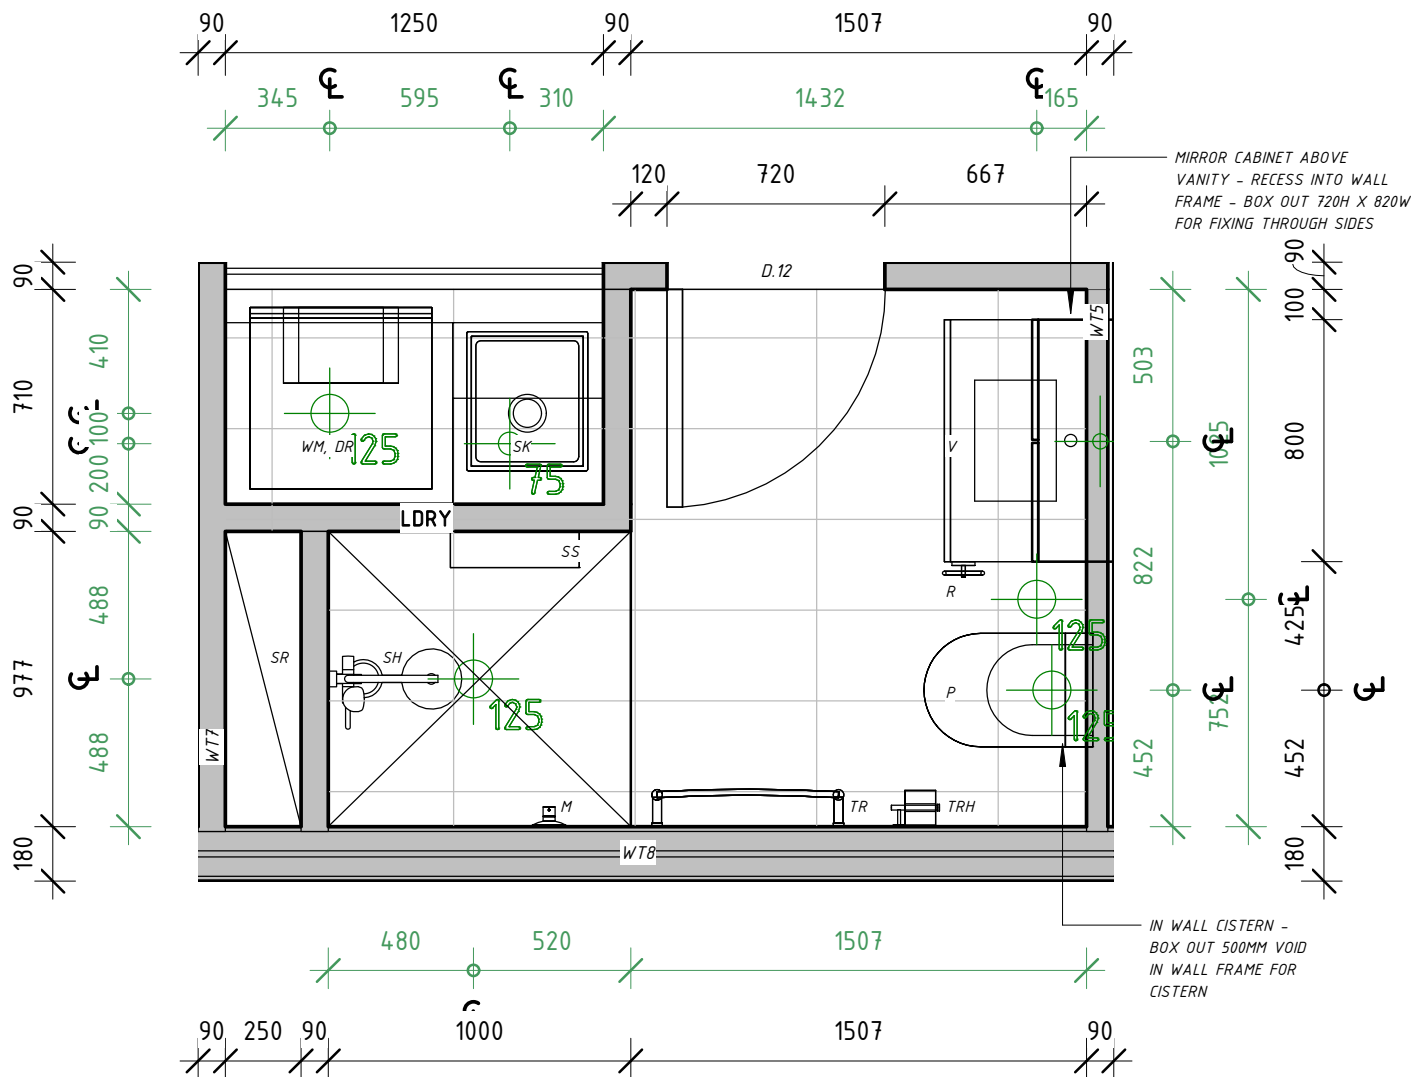 90 1250 90 1507 90
345 595 310 1432 165
120 720 667
MIRROR CABINET ABOVE
VANITY - RECESS INTO WALL
FRAME - BOX OUT 720H X 820W
FOR FIXING THROUGH SIDES
D.12
90
710
90
977
180
410
100
200
90
488
488
WM, DR
125
SK
75
LDRY
SS
SR
SH
125
M
WT7
WT8
WT5
V
R
125
P
125
TR
TRH
503
822
452
1085
752
90
100
800
425
452
180
IN WALL CISTERN -
BOX OUT 500MM VOID
IN WALL FRAME FOR
CISTERN
480 520 1507
90 250 90 1000 1507 90